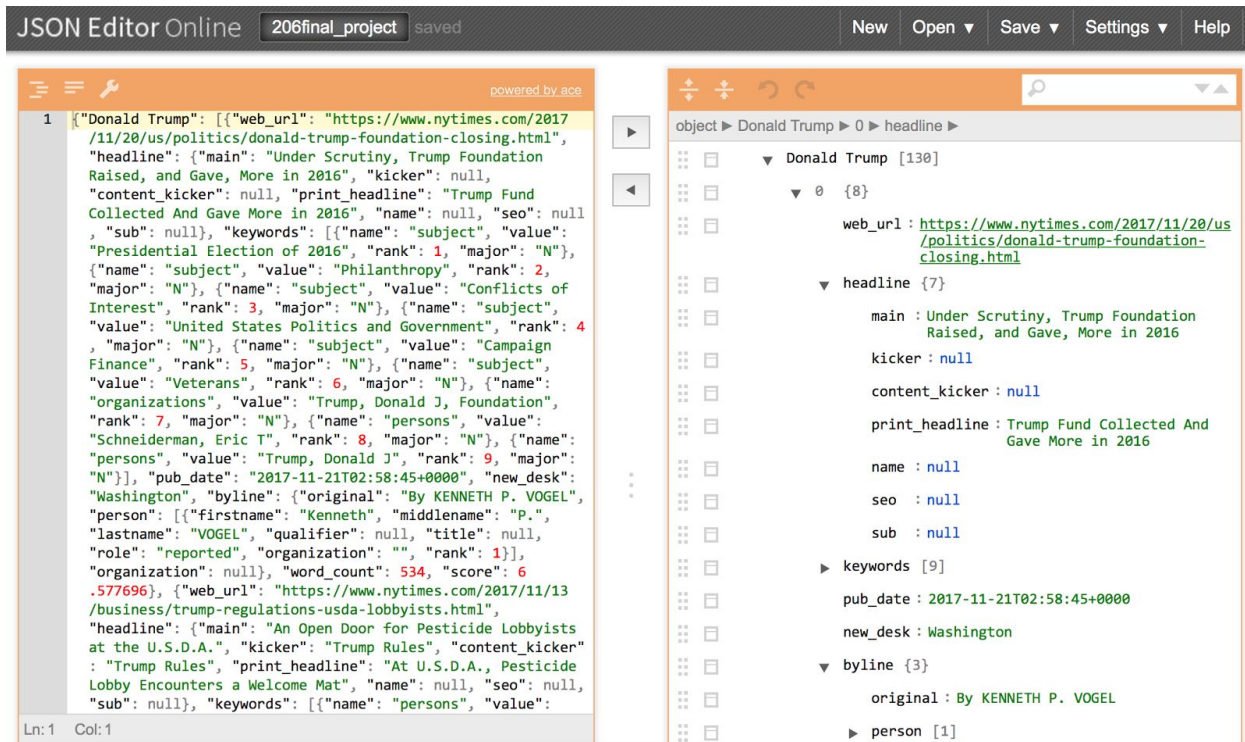 JSON Editor Online 206final_project saved New Open ▼ Save ▼ Settings ▼ Help
powered by ace
1 {"Donald Trump": [{"web_url": "https://www.nytimes.com/2017
/11/20/us/politics/donald-trump-foundation-closing.html",
"headline": {"main": "Under Scrutiny, Trump Foundation
Raised, and Gave, More in 2016", "kicker": null,
"content_kicker": null, "print_headline": "Trump Fund
Collected And Gave More in 2016", "name": null, "seo": null
, "sub": null}, "keywords": [{"name": "subject", "value":
"Presidential Election of 2016", "rank": 1, "major": "N"},
{"name": "subject", "value": "Philanthropy", "rank": 2,
"major": "N"}, {"name": "subject", "value": "Conflicts of
Interest", "rank": 3, "major": "N"}, {"name": "subject",
"value": "United States Politics and Government", "rank": 4
, "major": "N"}, {"name": "subject", "value": "Campaign
Finance", "rank": 5, "major": "N"}, {"name": "subject",
"value": "Veterans", "rank": 6, "major": "N"}, {"name":
"organizations", "value": "Trump, Donald J, Foundation",
"rank": 7, "major": "N"}, {"name": "persons", "value":
"Schneiderman, Eric T", "rank": 8, "major": "N"}, {"name":
"persons", "value": "Trump, Donald J", "rank": 9, "major":
"N"}], "pub_date": "2017-11-21T02:58:45+0000", "new_desk":
"Washington", "byline": {"original": "By KENNETH P. VOGEL",
"person": [{"firstname": "Kenneth", "middlename": "P.",
"lastname": "VOGEL", "qualifier": null, "title": null,
"role": "reported", "organization": "", "rank": 1}],
"organization": null}, "word_count": 534, "score": 6
.577696}, {"web_url": "https://www.nytimes.com/2017/11/13
/business/trump-regulations-usda-lobbyists.html",
"headline": {"main": "An Open Door for Pesticide Lobbyists
at the U.S.D.A.", "kicker": "Trump Rules", "content_kicker"
: "Trump Rules", "print_headline": "At U.S.D.A., Pesticide
Lobby Encounters a Welcome Mat", "name": null, "seo": null,
"sub": null}, "keywords": [{"name": "persons", "value":
Ln: 1 Col: 1
object ▶ Donald Trump ▶ 0 ▶ headline ▶
▼ Donald Trump [130]
▼ 0 {8}
web_url : https://www.nytimes.com/2017/11/20/us
/politics/donald-trump-foundation-
closing.html
▼ headline {7}
main : Under Scrutiny, Trump Foundation
Raised, and Gave, More in 2016
kicker : null
content_kicker : null
print_headline : Trump Fund Collected And
Gave More in 2016
name : null
seo : null
sub : null
▶ keywords [9]
pub_date : 2017-11-21T02:58:45+0000
new_desk : Washington
▼ byline {3}
original : By KENNETH P. VOGEL
▶ person [1]